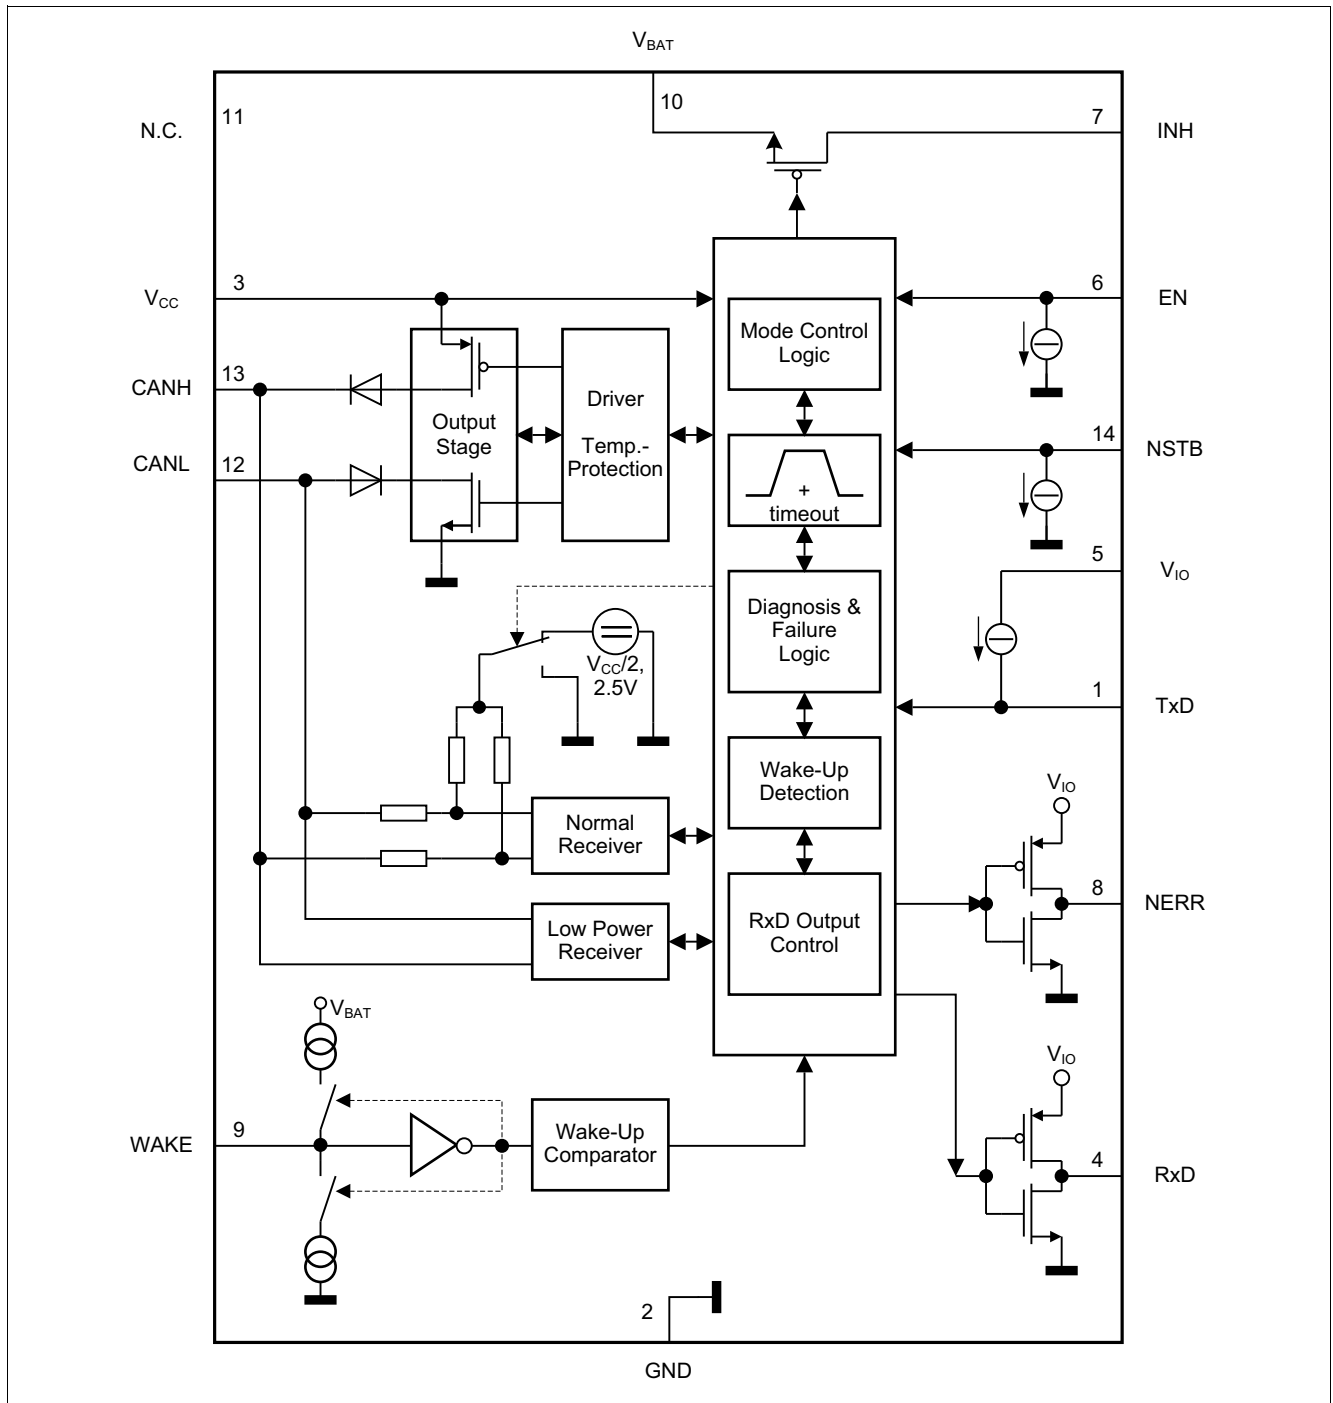 VBAT
10
N.C.
11
7
INH
VCC
3
6
EN
Mode Control
Logic
CANH
13
Driver
Output
Stage
Temp.-
Protection
14
NSTB
CANL
12
+
timeout
5
VIO
Diagnosis &
Failure
Logic
VCC/2,
2.5V
1
TxD
Wake-Up
Detection
VIO
Normal
Receiver
8
NERR
RxD Output
Control
Low Power
Receiver
VBAT
VIO
WAKE
9
Wake-Up
Comparator
4
RxD
2
GND